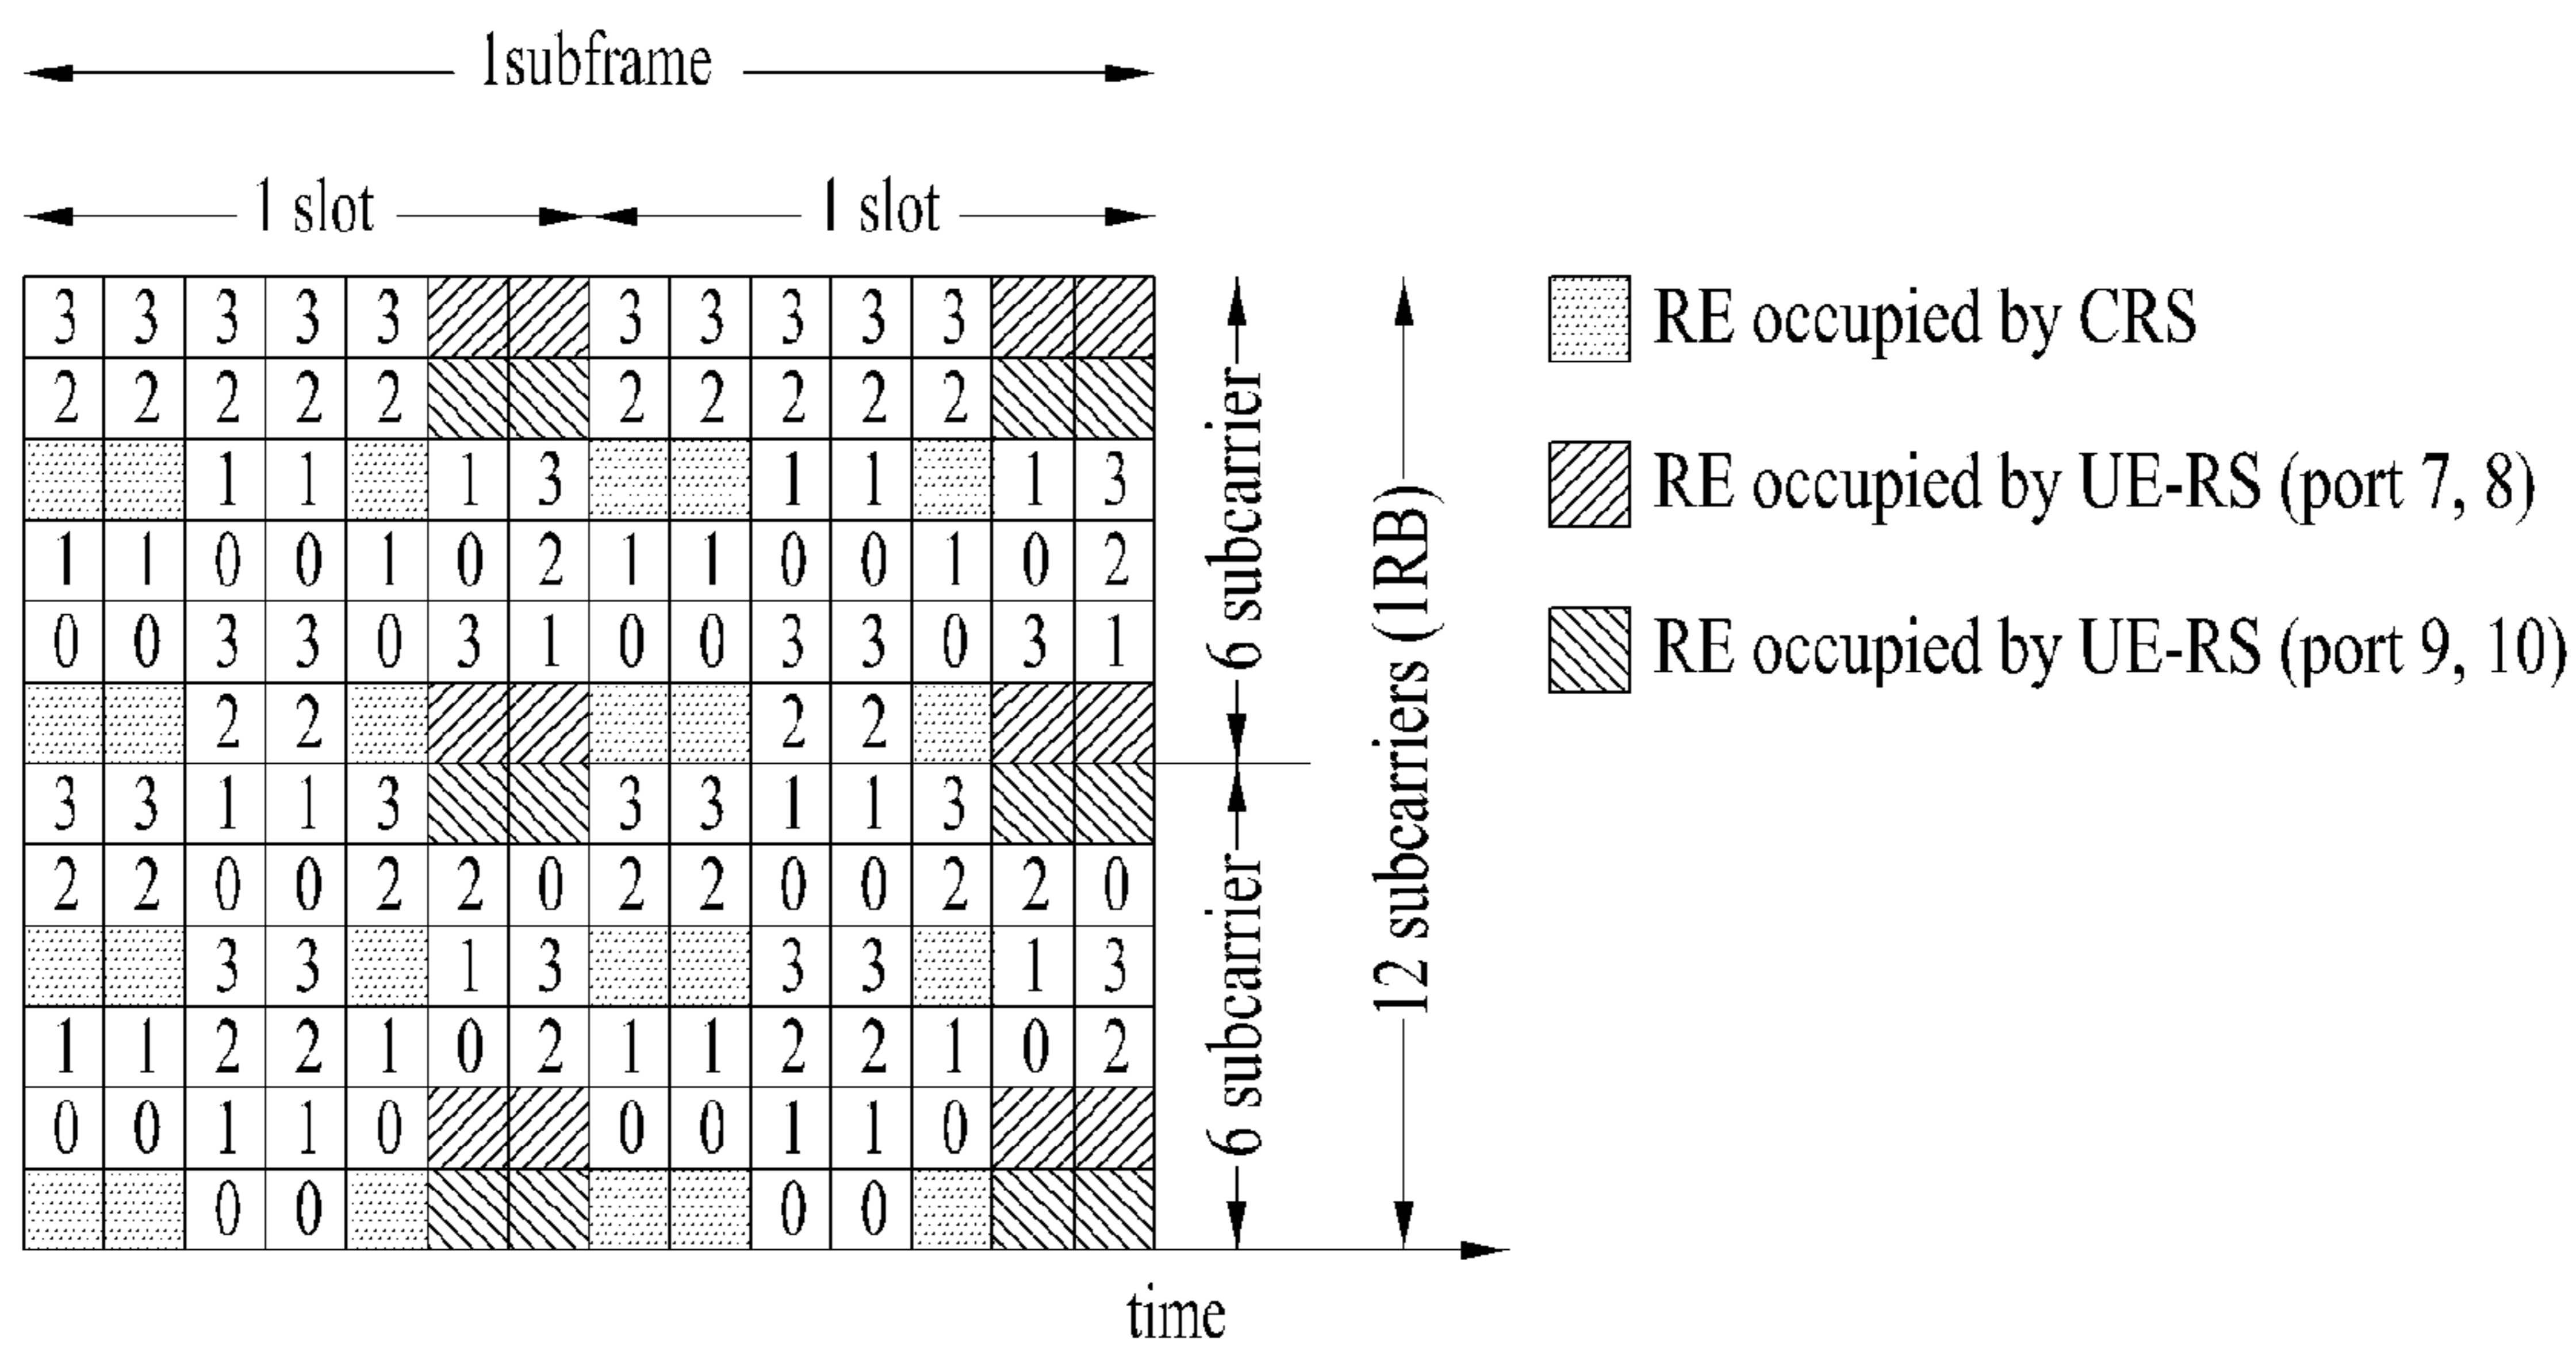 1subframe
1 slot 1 slot
3 3 3 3 3 3 3 3 3 3
2 2 2 2 2 2 2 2 2 2
1 1 1 3 1 1 1 3
1 1 0 0 1 0 2 1 1 0 0 1 0 2
0 0 3 3 0 3 1 0 0 3 3 0 3 1
2 2 2 2
3 3 1 1 3 3 3 1 1 3
2 2 0 0 2 2 0 2 2 0 0 2 2 0
3 3 1 3 3 3 1 3
1 1 2 2 1 0 2 1 1 2 2 1 0 2
0 0 1 1 0 0 0 1 1 0
0 0 0 0
6 subcarrier
6 subcarrier
12 subcarriers (1RB)
time
RE occupied by CRS
RE occupied by UE-RS (port 7, 8)
RE occupied by UE-RS (port 9, 10)